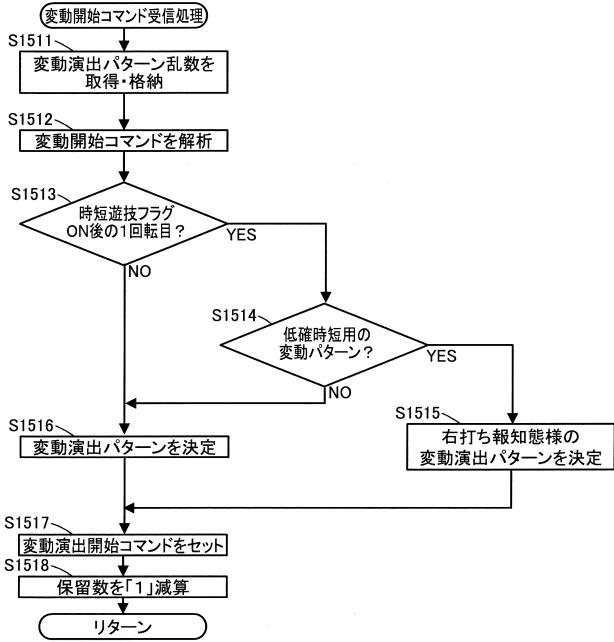 変動開始コマンド受信処理
S1511
変動演出パターン乱数を
取得・格納
S1512
変動開始コマンドを解析
S1513
時短遊技フラグ
ON後の1回転目？
YES
NO
S1514
低確時短用の
変動パターン？
YES
NO
S1515
右打ち報知態様の
変動演出パターンを決定
S1516
変動演出パターンを決定
S1517
変動演出開始コマンドをセット
S1518
保留数を「1」減算
リターン